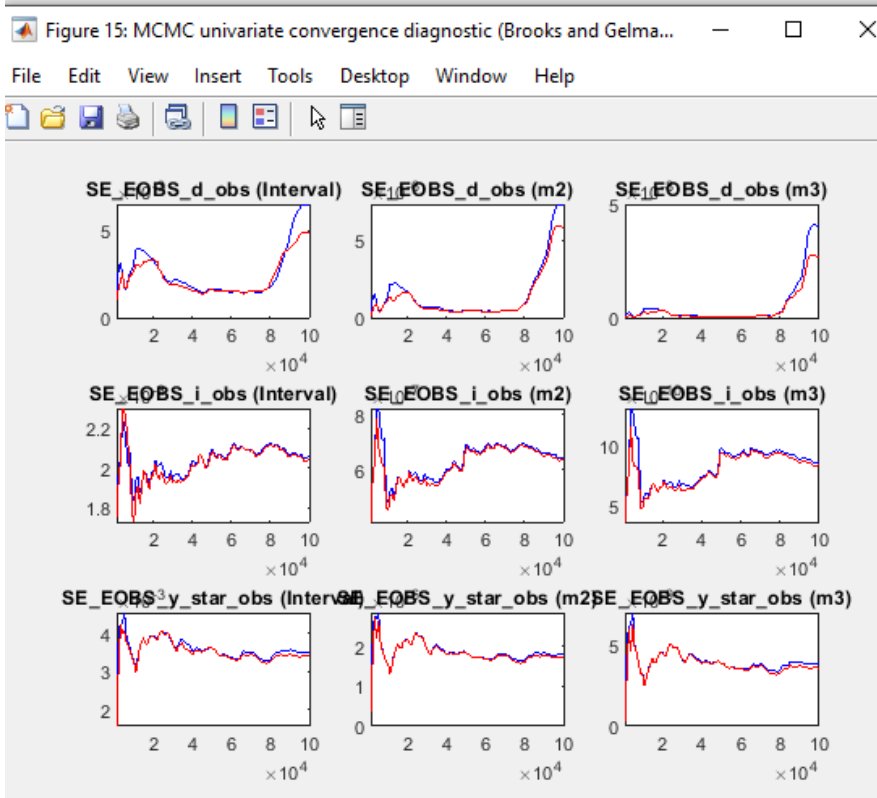 Figure 15: MCMC univariate convergence diagnostic (Brooks and Gelma...
File Edit View Insert Tools Desktop Window Help
SE_EOBS_d_obs (Interval) SE_EOBS_d_obs (m2) SE_EOBS_d_obs (m3)
5 5 5
0 0 0
2 4 6 8 10 2 4 6 8 10 2 4 6 8 10
×10^4 ×10^4 ×10^4
SE_EOBS_i_obs (Interval) SE_EOBS_i_obs (m2) SE_EOBS_i_obs (m3)
2.2 8 10
2 6 5
1.8
2 4 6 8 10 2 4 6 8 10 2 4 6 8 10
×10^4 ×10^4 ×10^4
SE_EOBS_y_star_obs (Interval) SE_EOBS_y_star_obs (m2) SE_EOBS_y_star_obs (m3)
4 2 5
3 1 0
2 0
2 4 6 8 10 2 4 6 8 10 2 4 6 8 10
×10^4 ×10^4 ×10^4